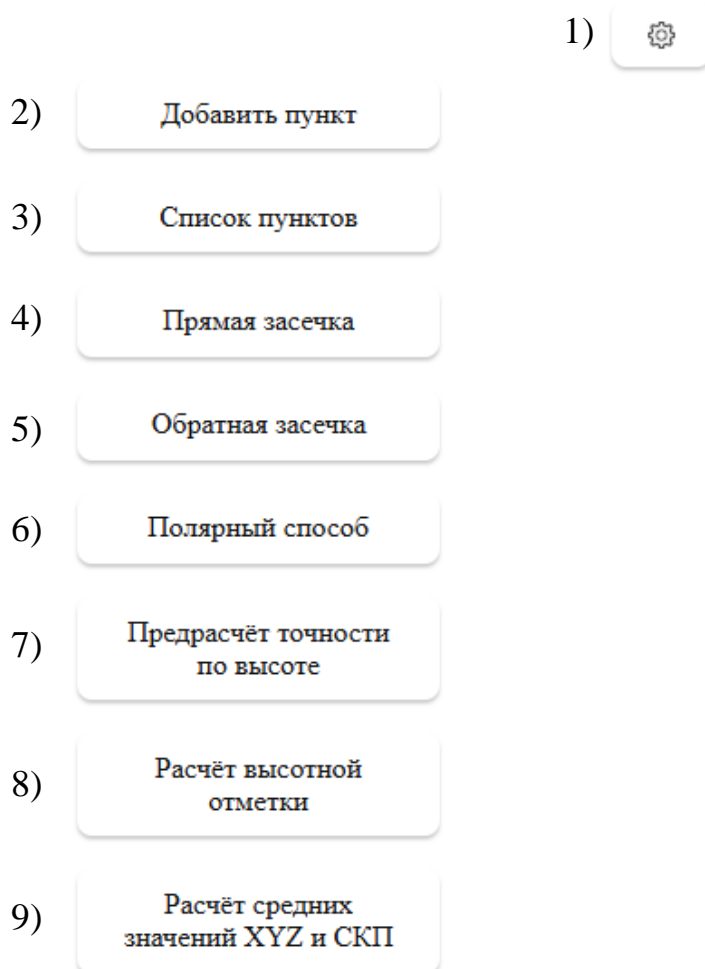 1)
2) Добавить пункт
3) Список пунктов
4) Прямая засечка
5) Обратная засечка
6) Полярный способ
7) Предрасчёт точности
по высоте
8) Расчёт высотной
отметки
9) Расчёт средних
значений XYZ и СКП